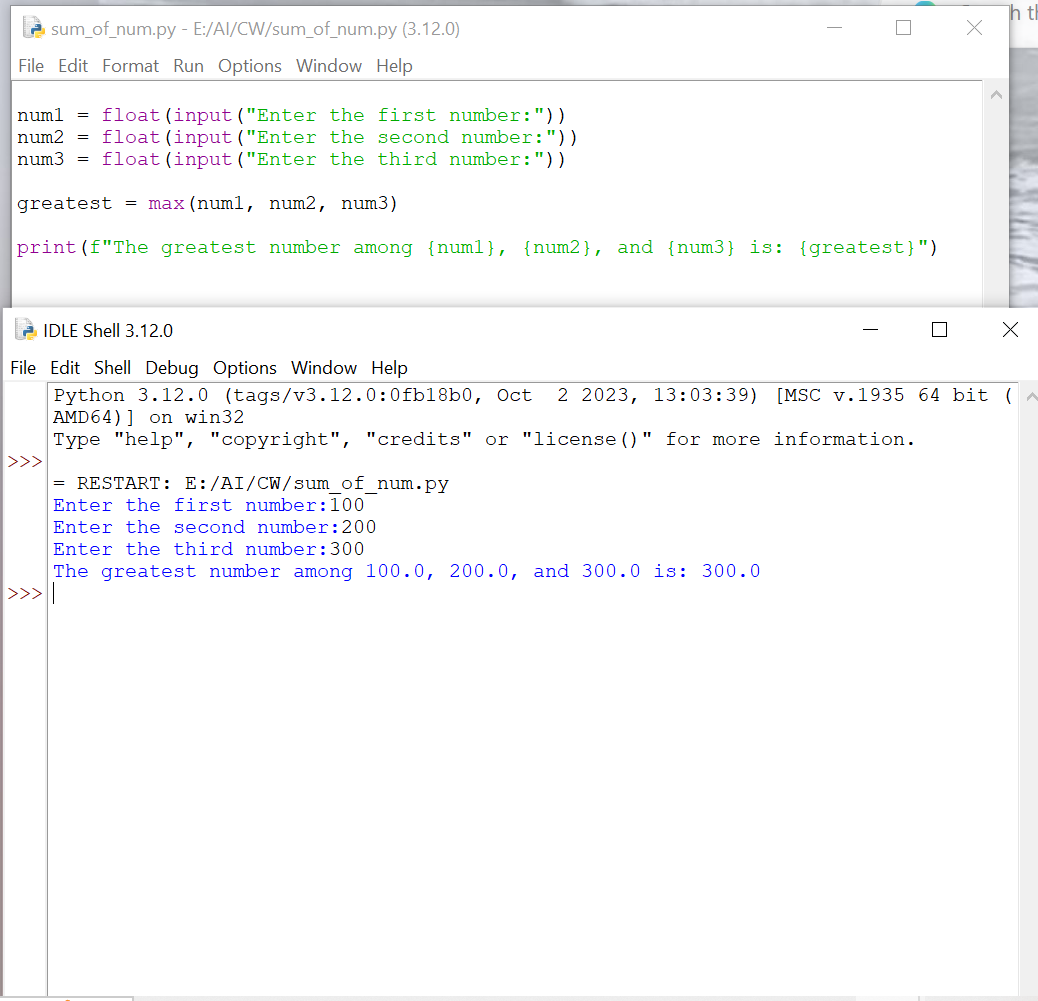 sum_of_num.py - E:/AI/CW/sum_of_num.py (3.12.0)
File Edit Format Run Options Window Help
num1 = float(input("Enter the first number:"))
num2 = float(input("Enter the second number:"))
num3 = float(input("Enter the third number:"))
greatest = max(num1, num2, num3)
print(f"The greatest number among {num1}, {num2}, and {num3} is: {greatest}")
IDLE Shell 3.12.0
File Edit Shell Debug Options Window Help
Python 3.12.0 (tags/v3.12.0:0fb18b0, Oct  2 2023, 13:03:39) [MSC v.1935 64 bit (
AMD64)] on win32
Type "help", "copyright", "credits" or "license()" for more information.
>>>
= RESTART: E:/AI/CW/sum_of_num.py
Enter the first number:100
Enter the second number:200
Enter the third number:300
The greatest number among 100.0, 200.0, and 300.0 is: 300.0
>>>